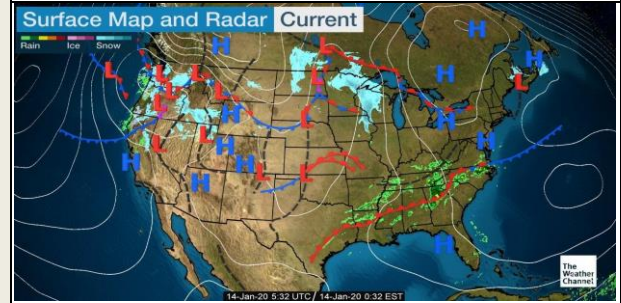 Surface Map and Radar Current
Rain Ice Snow
H
H
L
L
H
H
L
L
L
L
H
L
L
L
H
L
H
H
L
L
H
H
H
L
L
H
H
H
The
Weather
Channel
14-Jan-20 5:32 UTC / 14-Jan-20 0:32 EST